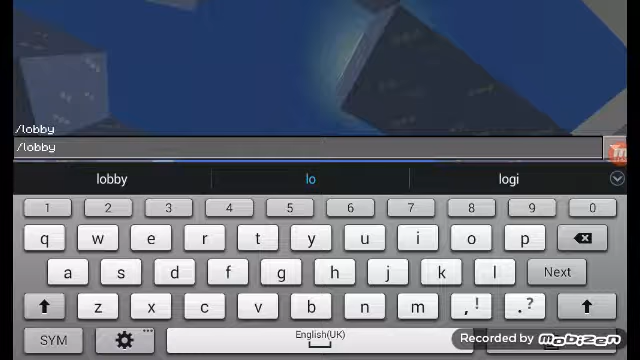 /lobby
/lobby
lobby lo logi
1 2 3 4 5 6 7 8 9 0
q w e r t y u i o p
a s d f g h j k l Next
z x c v b n m , ! . ?
SYM English(UK)
Recorded by mobizen